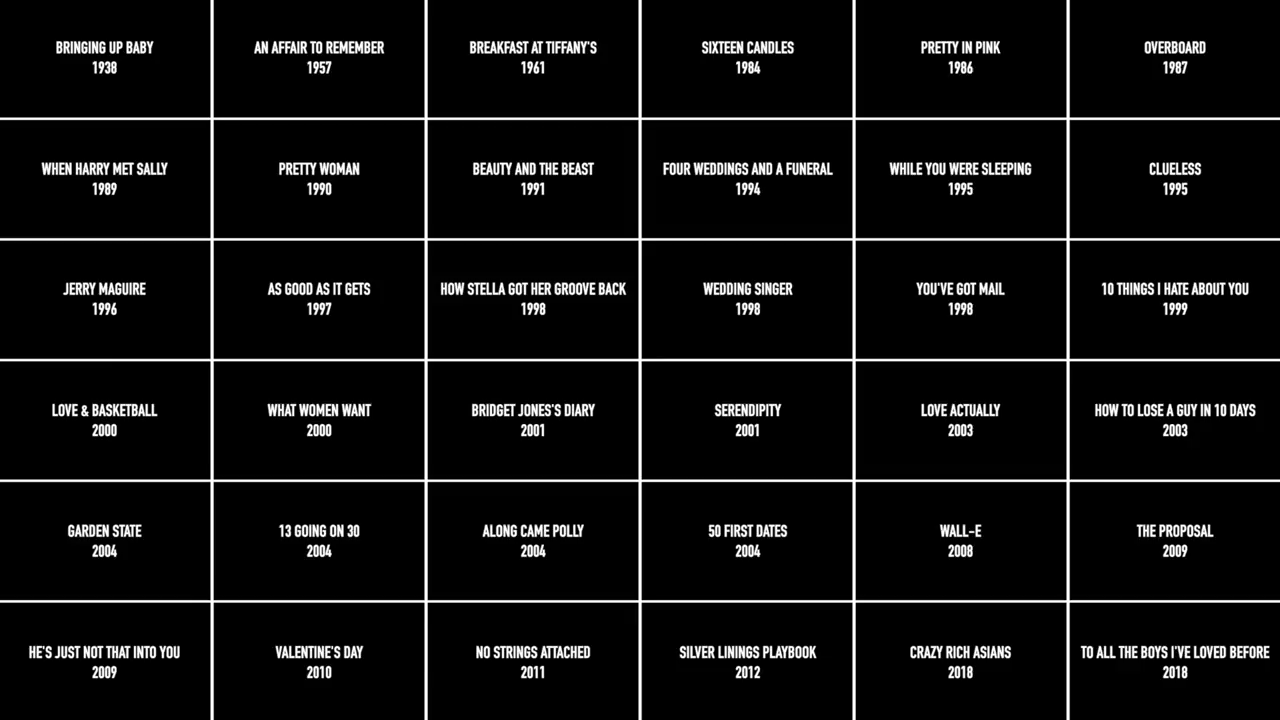 BRINGING UP BABY
1938
AN AFFAIR TO REMEMBER
1957
BREAKFAST AT TIFFANY'S
1961
SIXTEEN CANDLES
1984
PRETTY IN PINK
1986
OVERBOARD
1987
WHEN HARRY MET SALLY
1989
PRETTY WOMAN
1990
BEAUTY AND THE BEAST
1991
FOUR WEDDINGS AND A FUNERAL
1994
WHILE YOU WERE SLEEPING
1995
CLUELESS
1995
JERRY MAGUIRE
1996
AS GOOD AS IT GETS
1997
HOW STELLA GOT HER GROOVE BACK
1998
WEDDING SINGER
1998
YOU'VE GOT MAIL
1998
10 THINGS I HATE ABOUT YOU
1999
LOVE & BASKETBALL
2000
WHAT WOMEN WANT
2000
BRIDGET JONES'S DIARY
2001
SERENDIPITY
2001
LOVE ACTUALLY
2003
HOW TO LOSE A GUY IN 10 DAYS
2003
GARDEN STATE
2004
13 GOING ON 30
2004
ALONG CAME POLLY
2004
50 FIRST DATES
2004
WALL-E
2008
THE PROPOSAL
2009
HE'S JUST NOT THAT INTO YOU
2009
VALENTINE'S DAY
2010
NO STRINGS ATTACHED
2011
SILVER LININGS PLAYBOOK
2012
CRAZY RICH ASIANS
2018
TO ALL THE BOYS I'VE LOVED BEFORE
2018